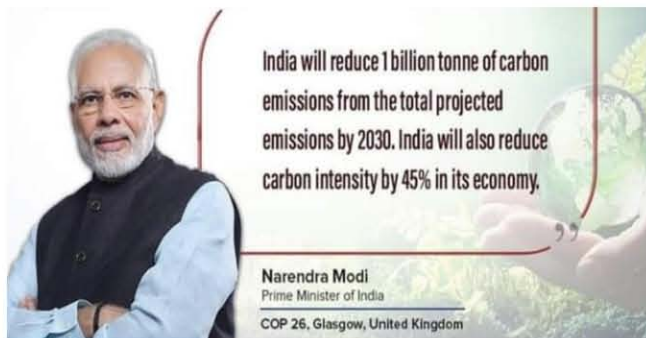 India will reduce 1 billion tonne of carbon
emissions from the total projected
emissions by 2030. India will also reduce
carbon intensity by 45% in its economy.
”
Narendra Modi
Prime Minister of India
COP 26, Glasgow, United Kingdom